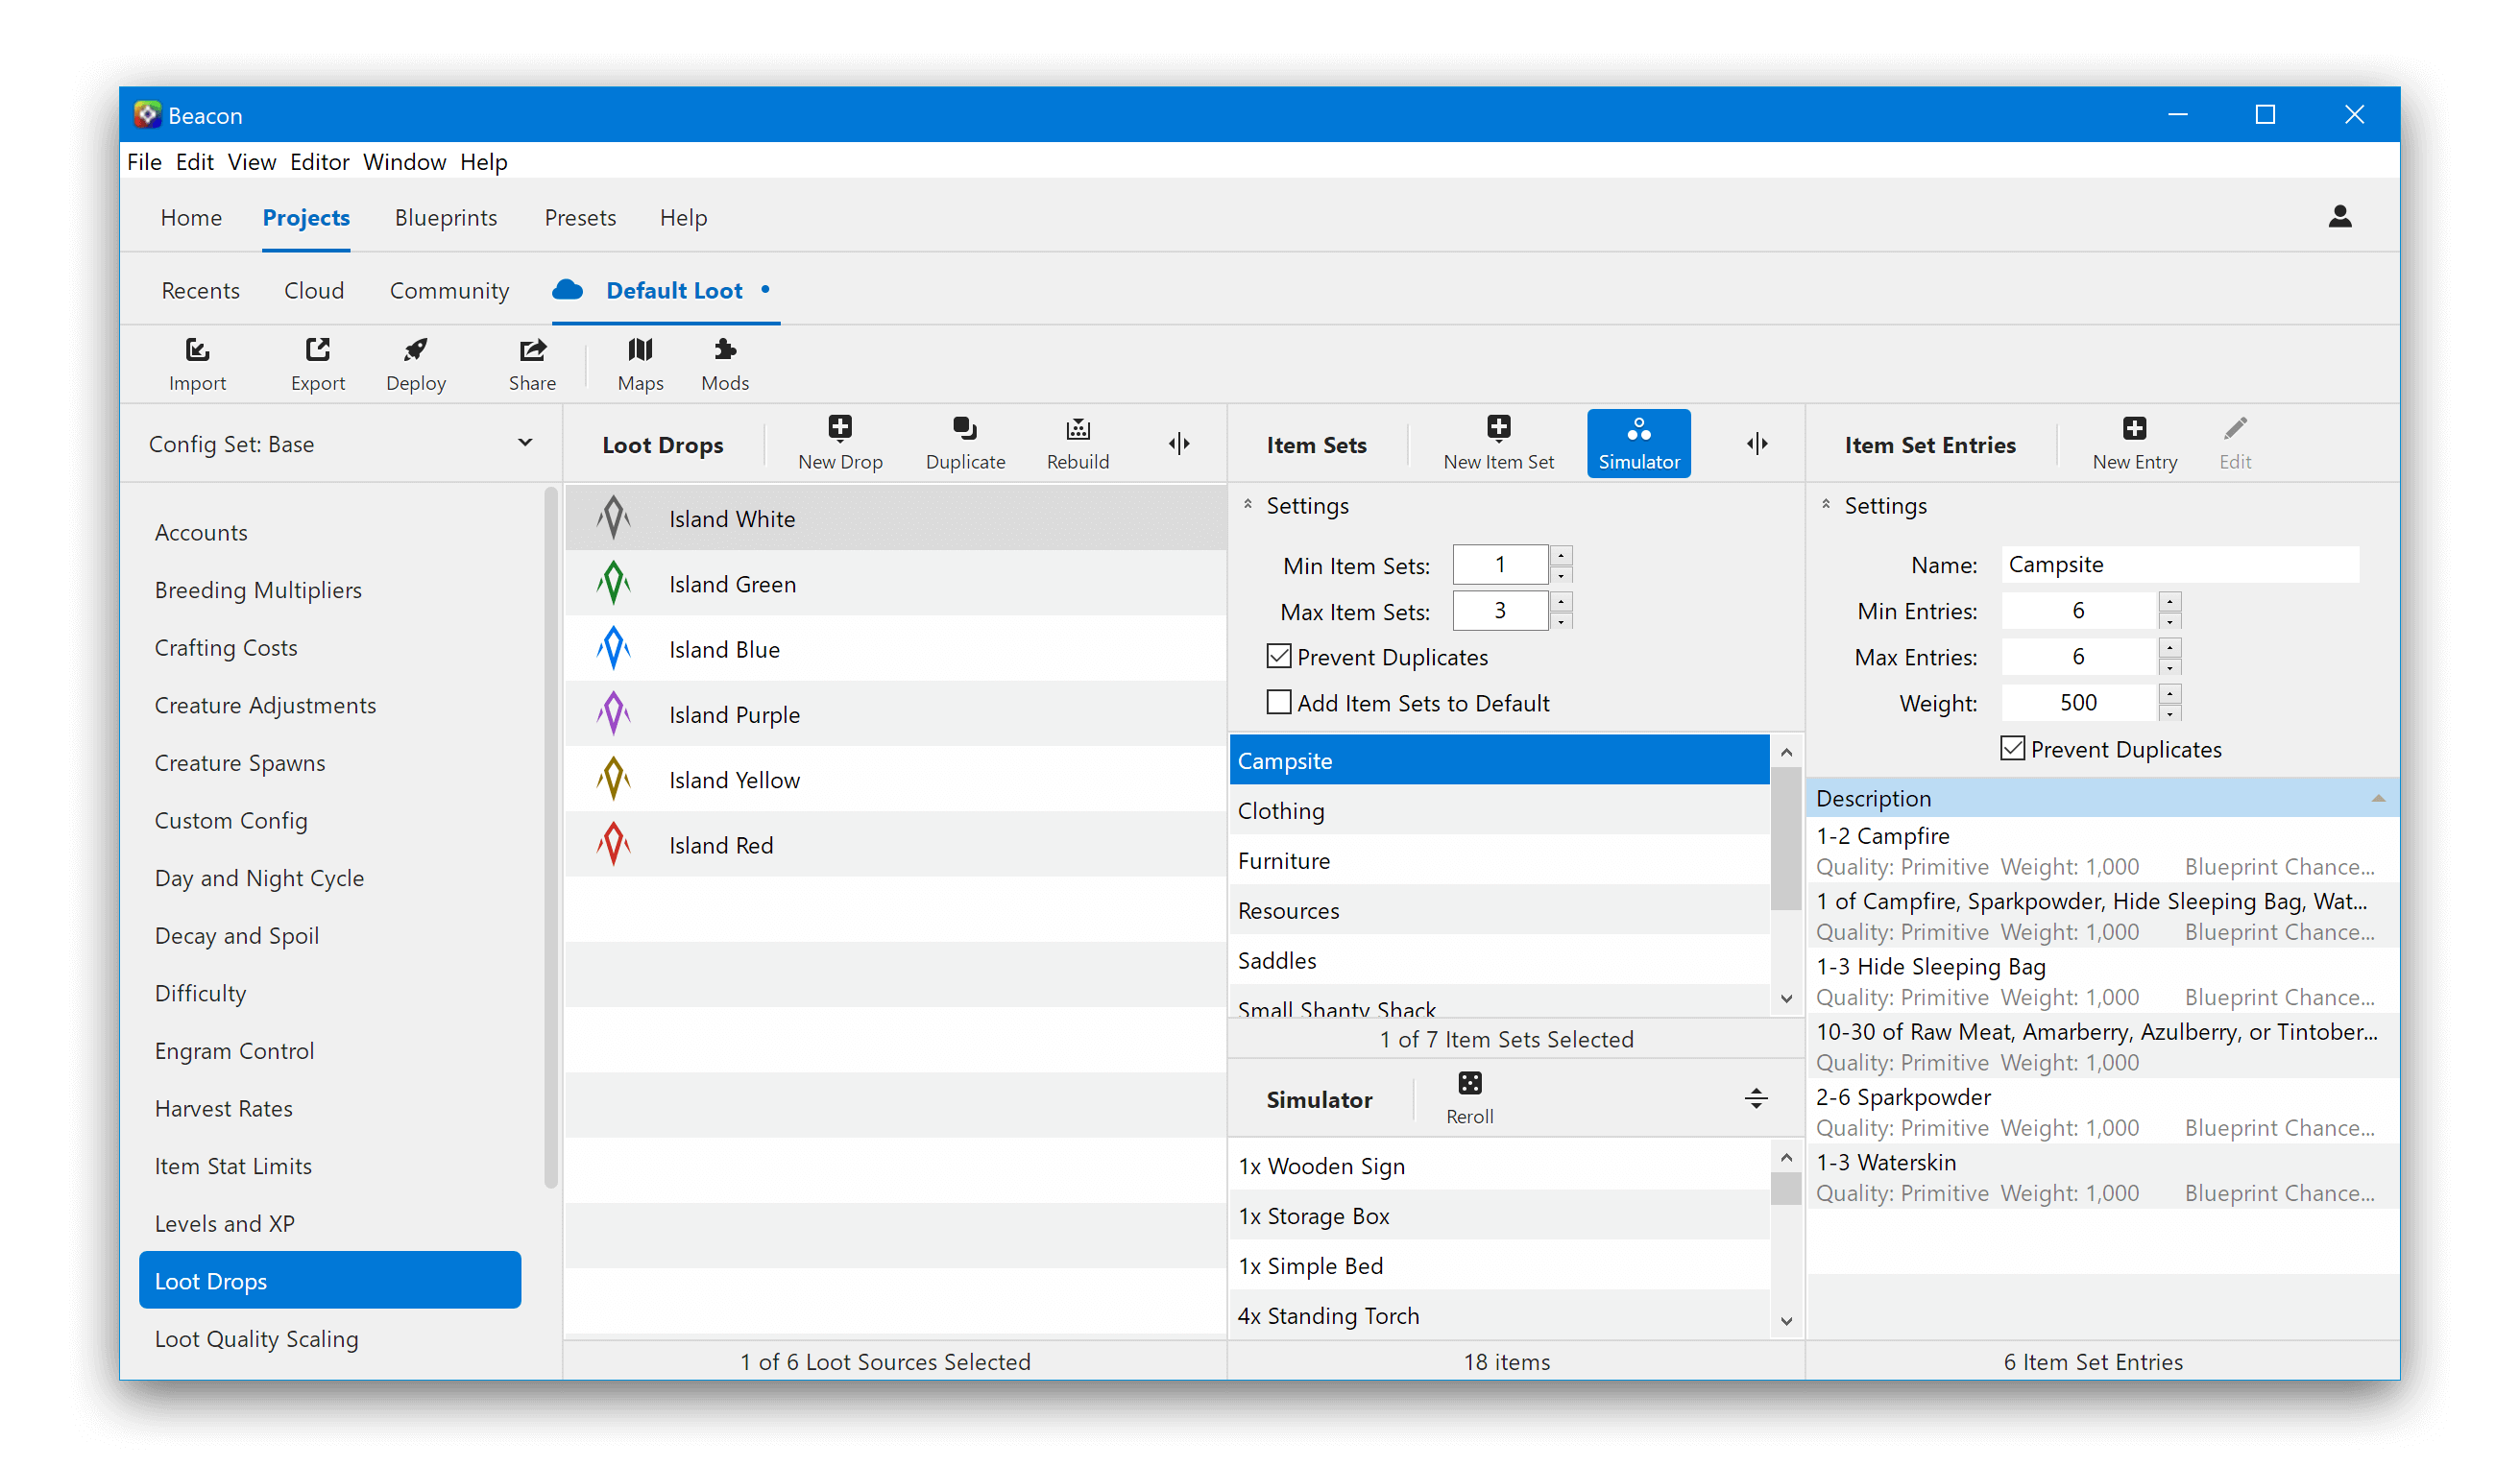 Beacon
File Edit View Editor Window Help
Home Projects Blueprints Presets Help
Recents Cloud Community Default Loot
Import Export Deploy Share Maps Mods
Config Set: Base
Accounts
Breeding Multipliers
Crafting Costs
Creature Adjustments
Creature Spawns
Custom Config
Day and Night Cycle
Decay and Spoil
Difficulty
Engram Control
Harvest Rates
Item Stat Limits
Levels and XP
Loot Drops
Loot Quality Scaling
Loot Drops New Drop Duplicate Rebuild
Island White
Island Green
Island Blue
Island Purple
Island Yellow
Island Red
1 of 6 Loot Sources Selected
Item Sets New Item Set Simulator
Settings
Min Item Sets: 1
Max Item Sets: 3
Prevent Duplicates
Add Item Sets to Default
Campsite
Clothing
Furniture
Resources
Saddles
Small Shanty Shack
1 of 7 Item Sets Selected
Simulator Reroll
1x Wooden Sign
1x Storage Box
1x Simple Bed
4x Standing Torch
18 items
Item Set Entries New Entry Edit
Settings
Name: Campsite
Min Entries: 6
Max Entries: 6
Weight: 500
Prevent Duplicates
Description
1-2 Campfire
Quality: Primitive Weight: 1,000 Blueprint Chance...
1 of Campfire, Sparkpowder, Hide Sleeping Bag, Wat...
Quality: Primitive Weight: 1,000 Blueprint Chance...
1-3 Hide Sleeping Bag
Quality: Primitive Weight: 1,000 Blueprint Chance...
10-30 of Raw Meat, Amarberry, Azulberry, or Tintober...
Quality: Primitive Weight: 1,000
2-6 Sparkpowder
Quality: Primitive Weight: 1,000 Blueprint Chance...
1-3 Waterskin
Quality: Primitive Weight: 1,000 Blueprint Chance...
6 Item Set Entries